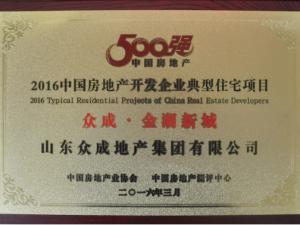 500强
中国房地产
2016中国房地产开发企业典型住宅项目
2016 Typical Residential Projects of China Real Estate Developers
众成·金湖新城
山东众成地产集团有限公司
中国房地产业协会 中国房地产测评中心
二〇一六年三月